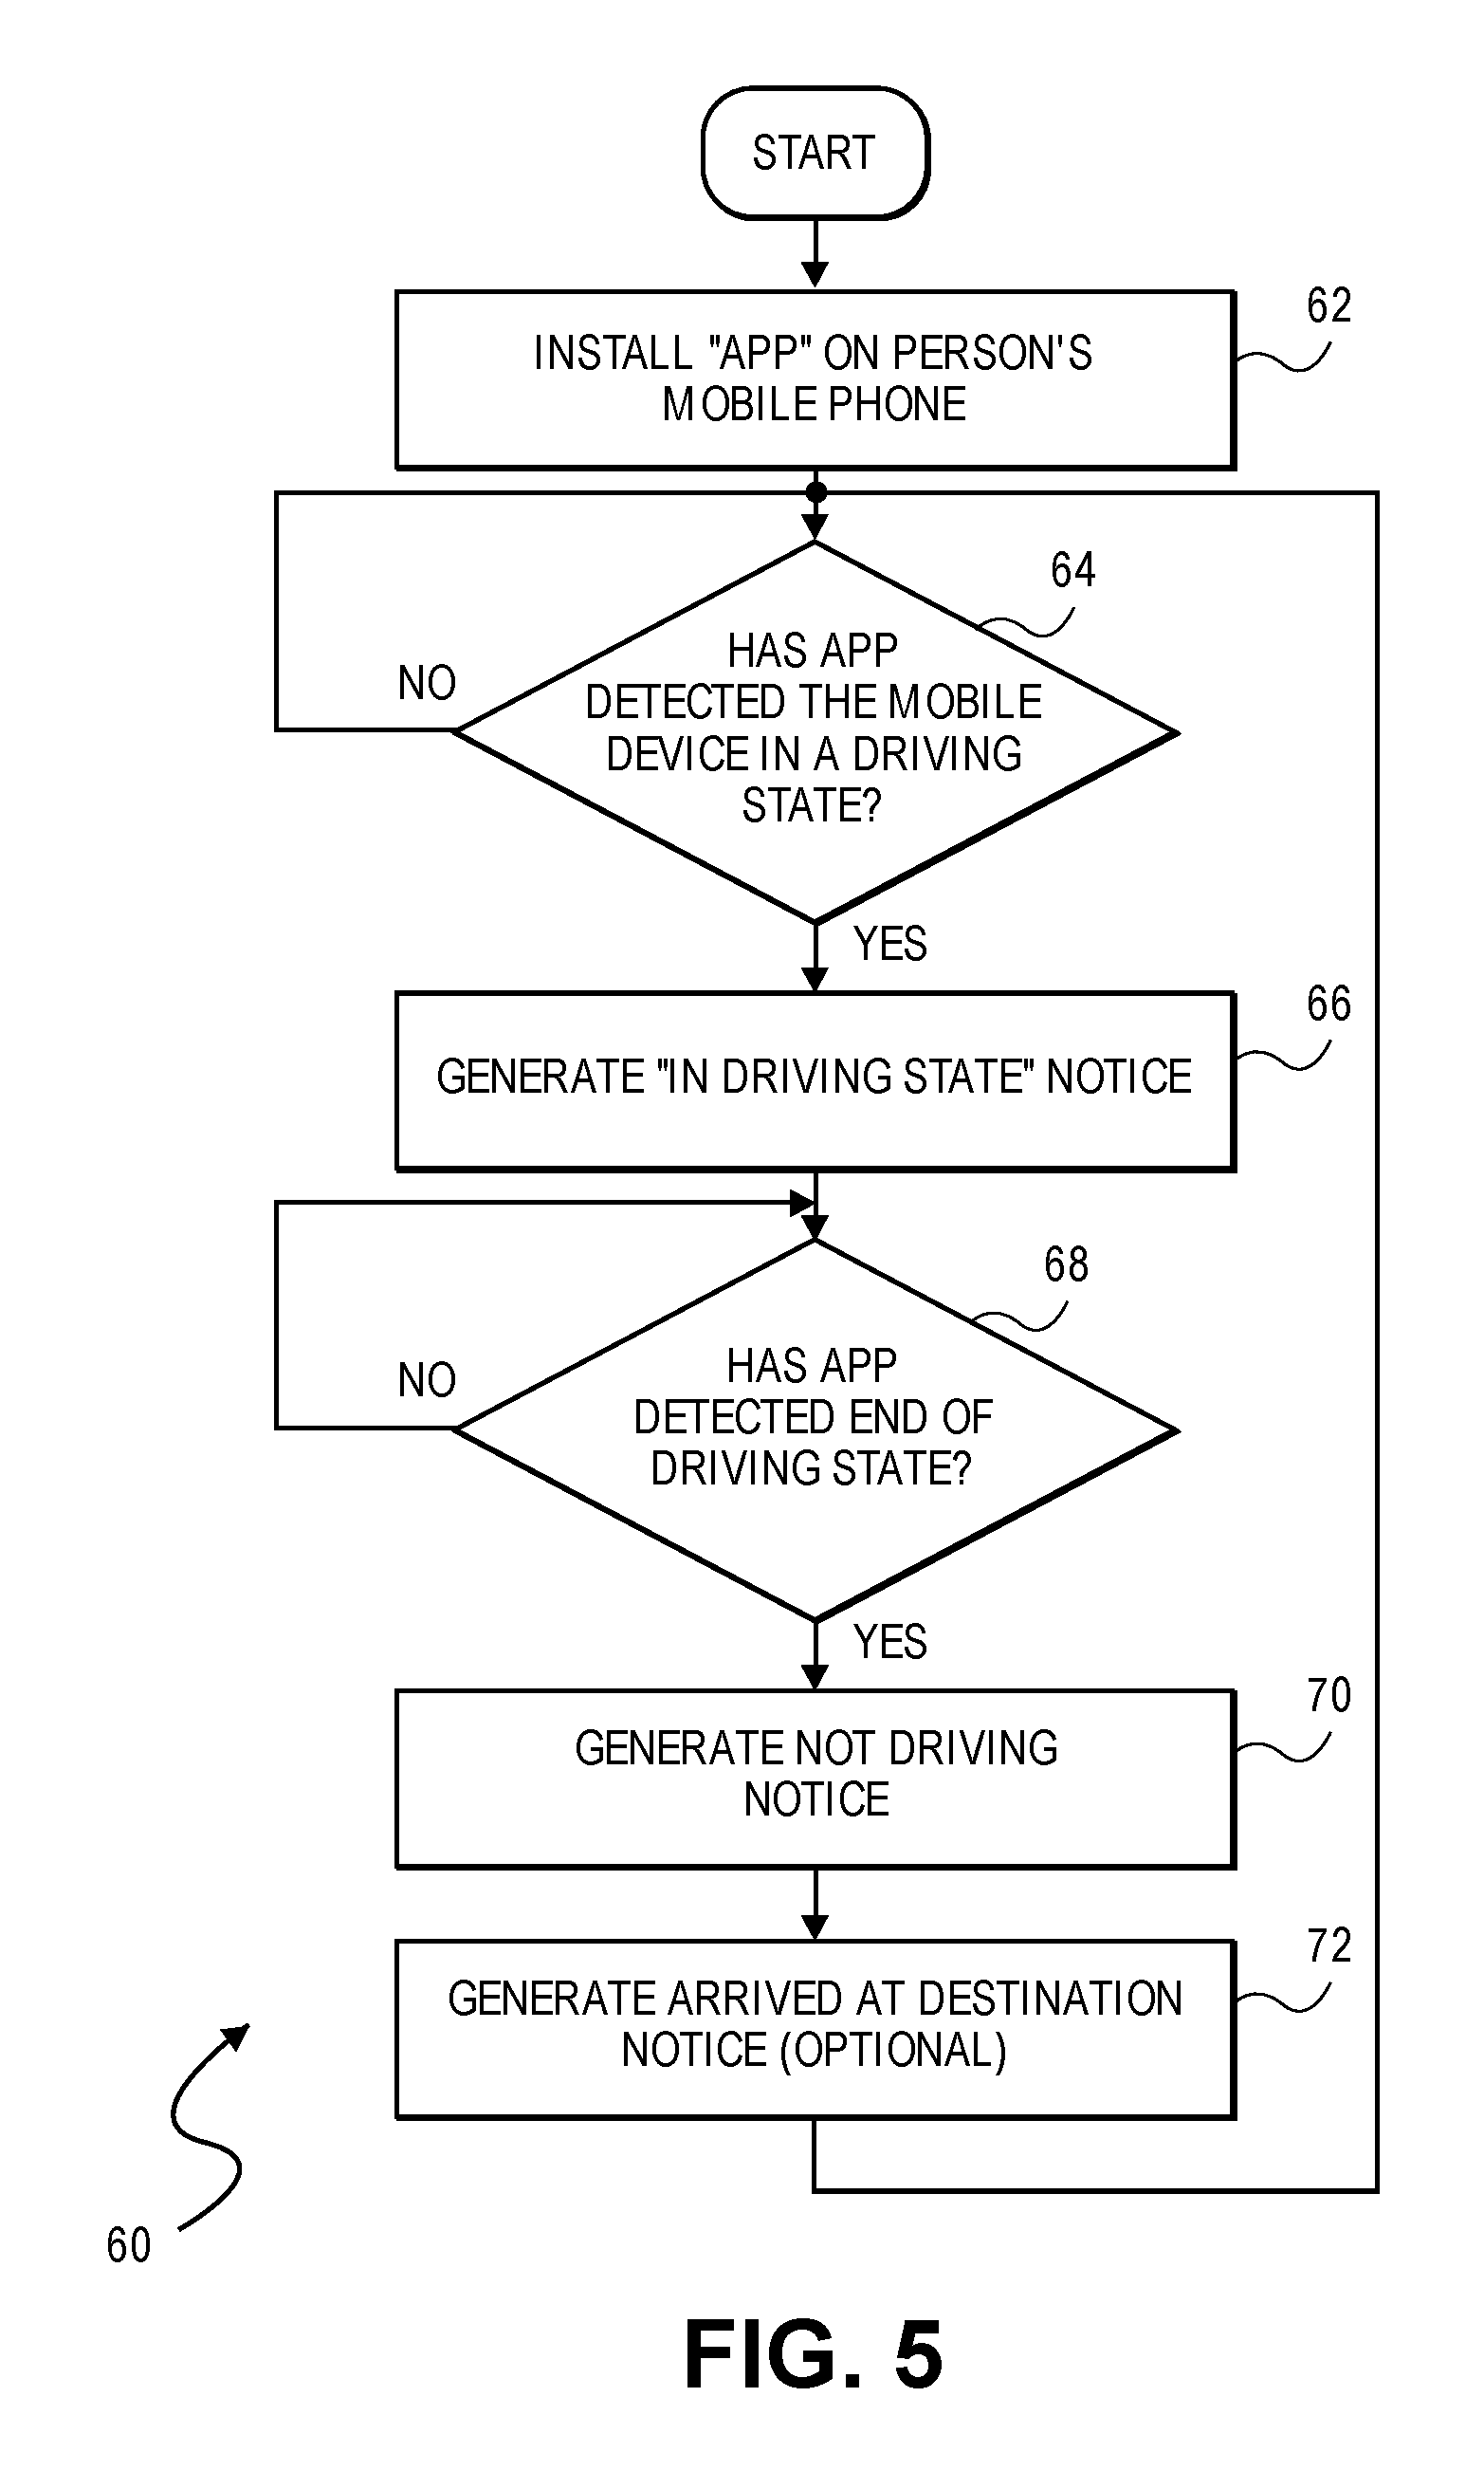 START
62
INSTALL "APP" ON PERSON'S
MOBILE PHONE
64
HAS APP
DETECTED THE MOBILE
DEVICE IN A DRIVING
STATE?
NO
YES
66
GENERATE "IN DRIVING STATE" NOTICE
68
HAS APP
DETECTED END OF
DRIVING STATE?
NO
YES
70
GENERATE NOT DRIVING
NOTICE
72
GENERATE ARRIVED AT DESTINATION
NOTICE (OPTIONAL)
60
FIG. 5